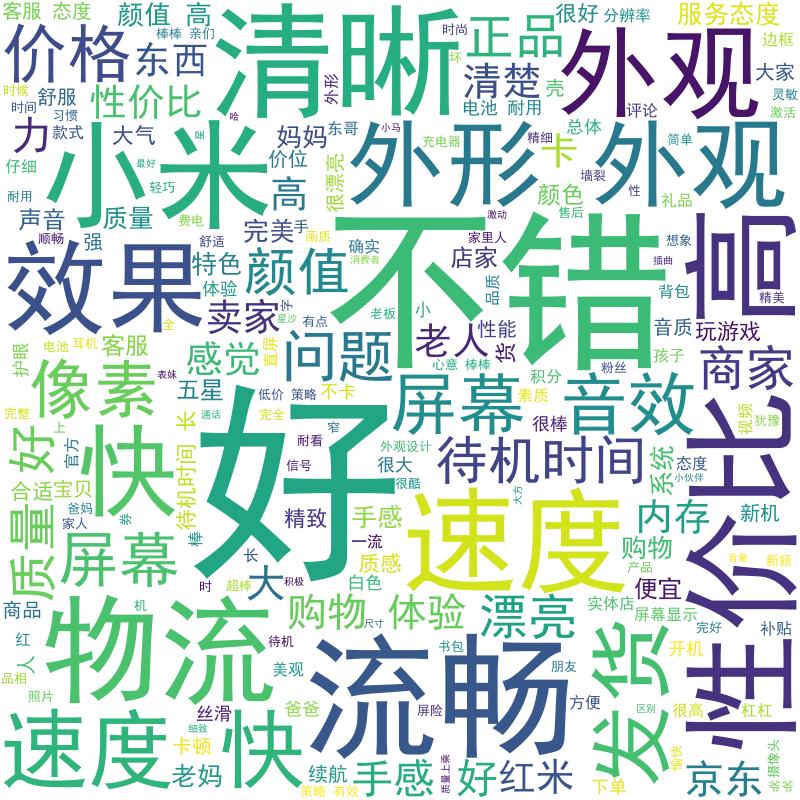 客服 态度
颜值 高
棒棒 亲们
清晰
时尚
正品
很好
分辨率
服务态度
价格
东西
外观
边框
大家
灵敏
激活
时候
时间
舒服
习惯
性价比
外形
清楚
坏
壳
电池
耐用
评论
力
款式
大气
小米
哈
妈妈
东哥
小马
充电器
精细
总体
简单
仔细
最好
轻巧
价位
很漂亮
外形
卡
墙裂
外观
耐用
声音
质量
费电
高
颜色
性
礼品
顺畅
强
舒适
完美
画质
手
确实
家里人
激动
不错
售后
想象
高
效果
特色
体验
颜值
消费者
店家
插曲
品质
背包
精美
卖家
字
星沙
有点
老板
小
老人
性能
货
音质
玩游戏
护眼
电池
耳机
客服
全
感觉
直屏
问题
心意
棒棒
孩子
商家
像素
表妹
五星
低价
策略
不卡
屏幕
积分
素质
粉丝
音效
完整
上
好
官方
快
通话
长
待机时间
完全
耐看
窄
好
外观设计
很棒
视频
犹豫
性价比
合适
宝贝
信号
很大
很酷
待机时间
系统
态度
小伙伴
爸妈
家人
券
棒
精致
手感
大方
速度
内存
新机
质量
屏幕
长
一流
质感
购物
产品
音量
新颖
时
超棒
大
积极
白色
便宜
商品
机
物流
购物
体验
尺寸
漂亮
实体店
屏幕显示
完好
补贴
红
人
待机
书包
流畅
朋友
发货
开机
品相
照片
美观
方便
区别
很高
杠杠
丝滑
爸爸
屏险
愉快
速度
快
细致
卡顿
老妈
续航
策略
有效
手感
质量上乘
好
红米
下单
京东
摄像头
爷爷